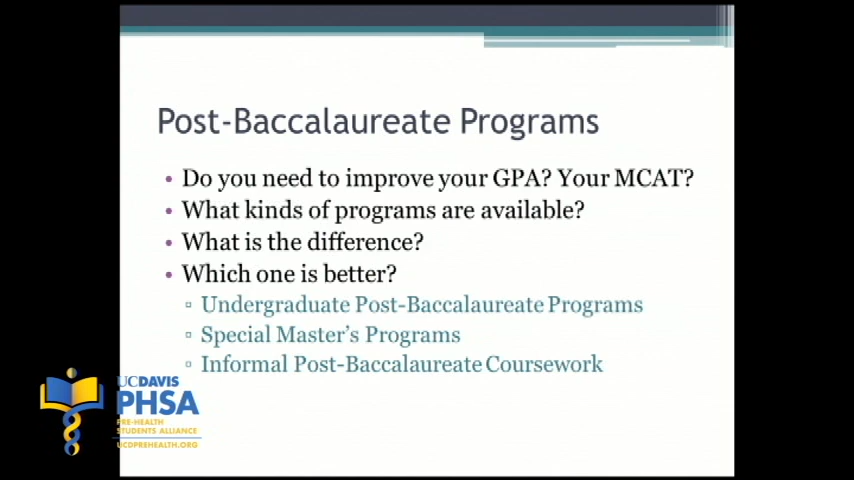 Post-Baccalaureate Programs
• Do you need to improve your GPA? Your MCAT?
• What kinds of programs are available?
• What is the difference?
• Which one is better?
▫ Undergraduate Post-Baccalaureate Programs
▫ Special Master's Programs
▫ Informal Post-Baccalaureate Coursework
UCDAVIS
PHSA
PRE-HEALTH
STUDENTS ALLIANCE
UCDPREHEALTH.ORG